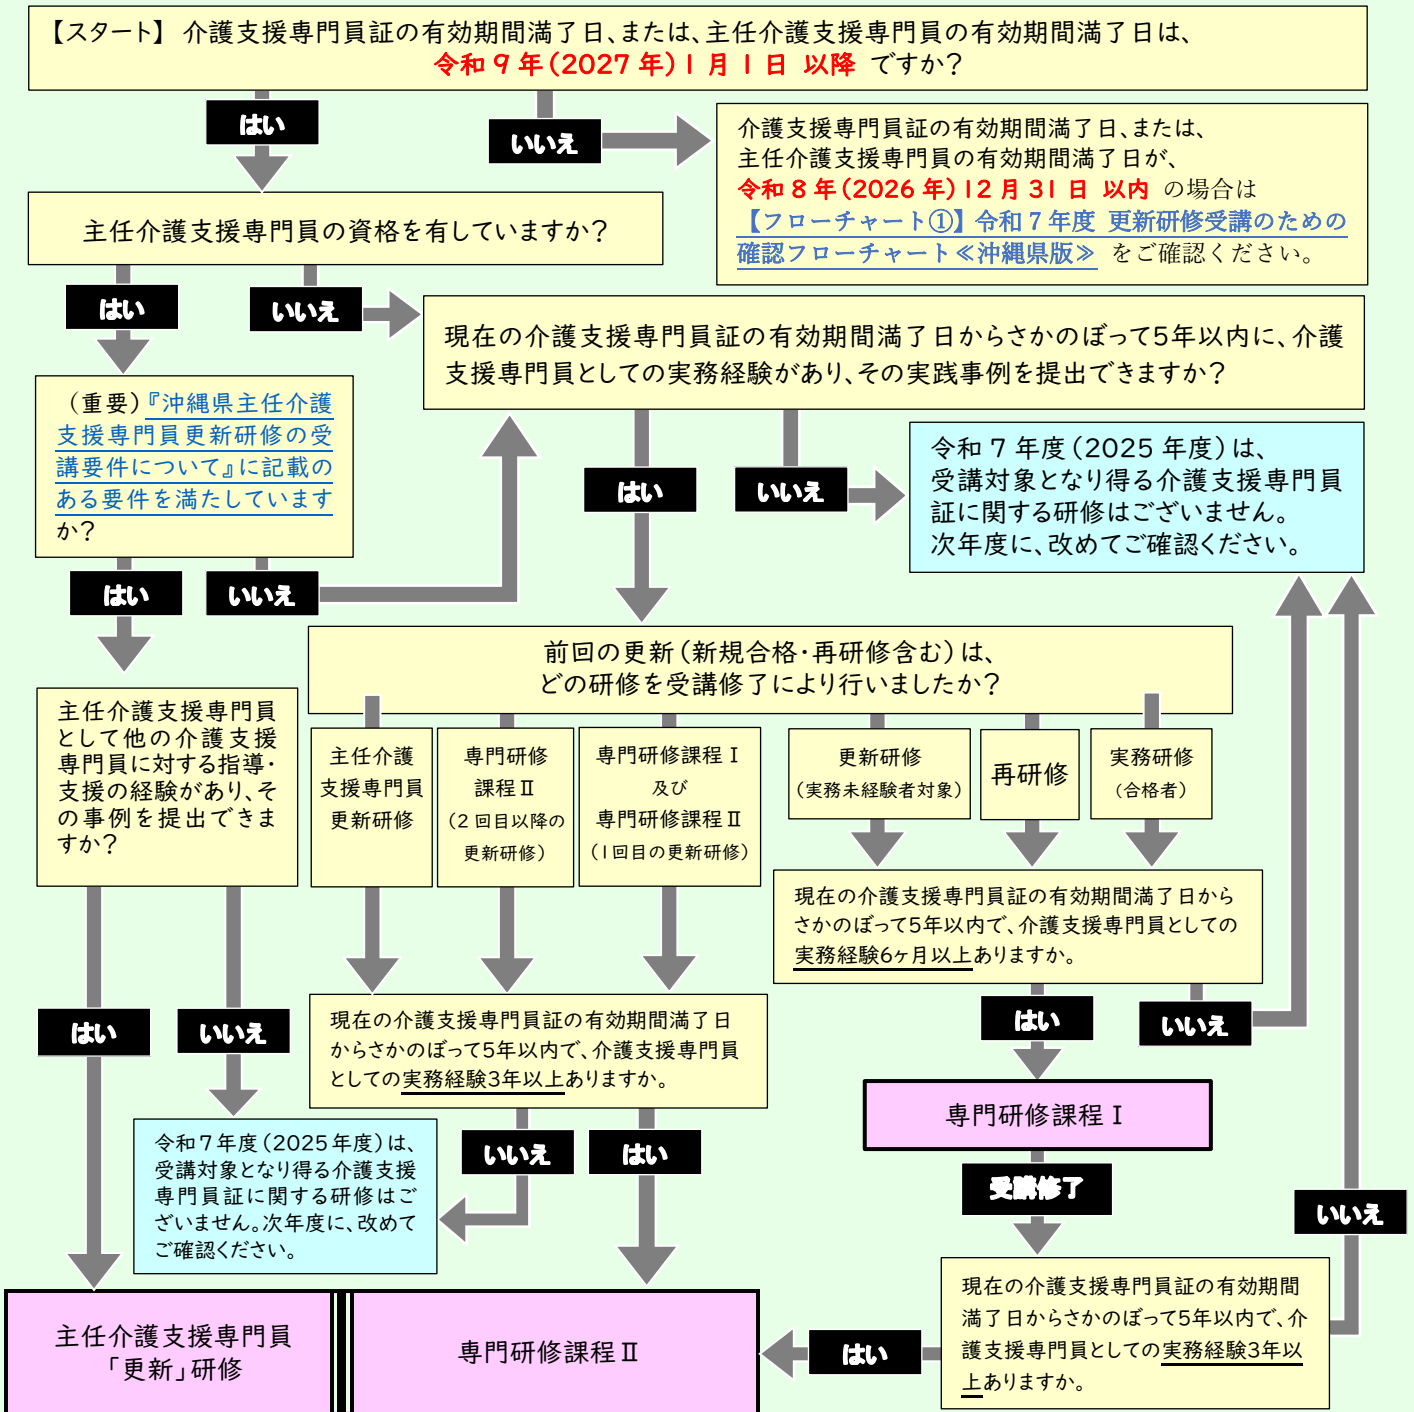 【スタート】 介護支援専門員証の有効期間満了日、または、主任介護支援専門員の有効期間満了日は、
令和9年(2027年)1月1日 以降 ですか?
はい
いいえ
介護支援専門員証の有効期間満了日、または、
主任介護支援専門員の有効期間満了日が、
令和8年(2026年)12月31日 以内 の場合は
【フローチャート①】令和7年度 更新研修受講のための
確認フローチャート≪沖縄県版≫ をご確認ください。
主任介護支援専門員の資格を有していますか?
はい
いいえ
現在の介護支援専門員証の有効期間満了日からさかのぼって5年以内に、介護
支援専門員としての実務経験があり、その実践事例を提出できますか?
(重要)『沖縄県主任介護
支援専門員更新研修の受
講要件について』に記載の
ある要件を満たしています
か?
はい
いいえ
はい
いいえ
令和7年度(2025年度)は、
受講対象となり得る介護支援専門員
証に関する研修はございません。
次年度に、改めてご確認ください。
前回の更新(新規合格・再研修含む)は、
どの研修を受講修了により行いましたか?
主任介護支援専門員
として他の介護支援
専門員に対する指導・
支援の経験があり、そ
の事例を提出できま
すか?
主任介護
支援専門員
更新研修
専門研修
課程Ⅱ
(2回目以降の
更新研修)
専門研修課程Ⅰ
及び
専門研修課程Ⅱ
(1回目の更新研修)
更新研修
(実務未経験者対象)
再研修
実務研修
(合格者)
現在の介護支援専門員証の有効期間満了日から
さかのぼって5年以内で、介護支援専門員としての
実務経験6ヶ月以上ありますか。
はい
いいえ
はい
いいえ
現在の介護支援専門員証の有効期間満了日
からさかのぼって5年以内で、介護支援専門員
としての実務経験3年以上ありますか。
いいえ
はい
専門研修課程Ⅰ
受講修了
令和7年度(2025年度)は、
受講対象となり得る介護支援
専門員証に関する研修はご
ざいません。次年度に、改めて
ご確認ください。
いいえ
現在の介護支援専門員証の有効期間
満了日からさかのぼって5年以内で、介
護支援専門員としての実務経験3年以
上ありますか。
はい
主任介護支援専門員
「更新」研修
専門研修課程Ⅱ